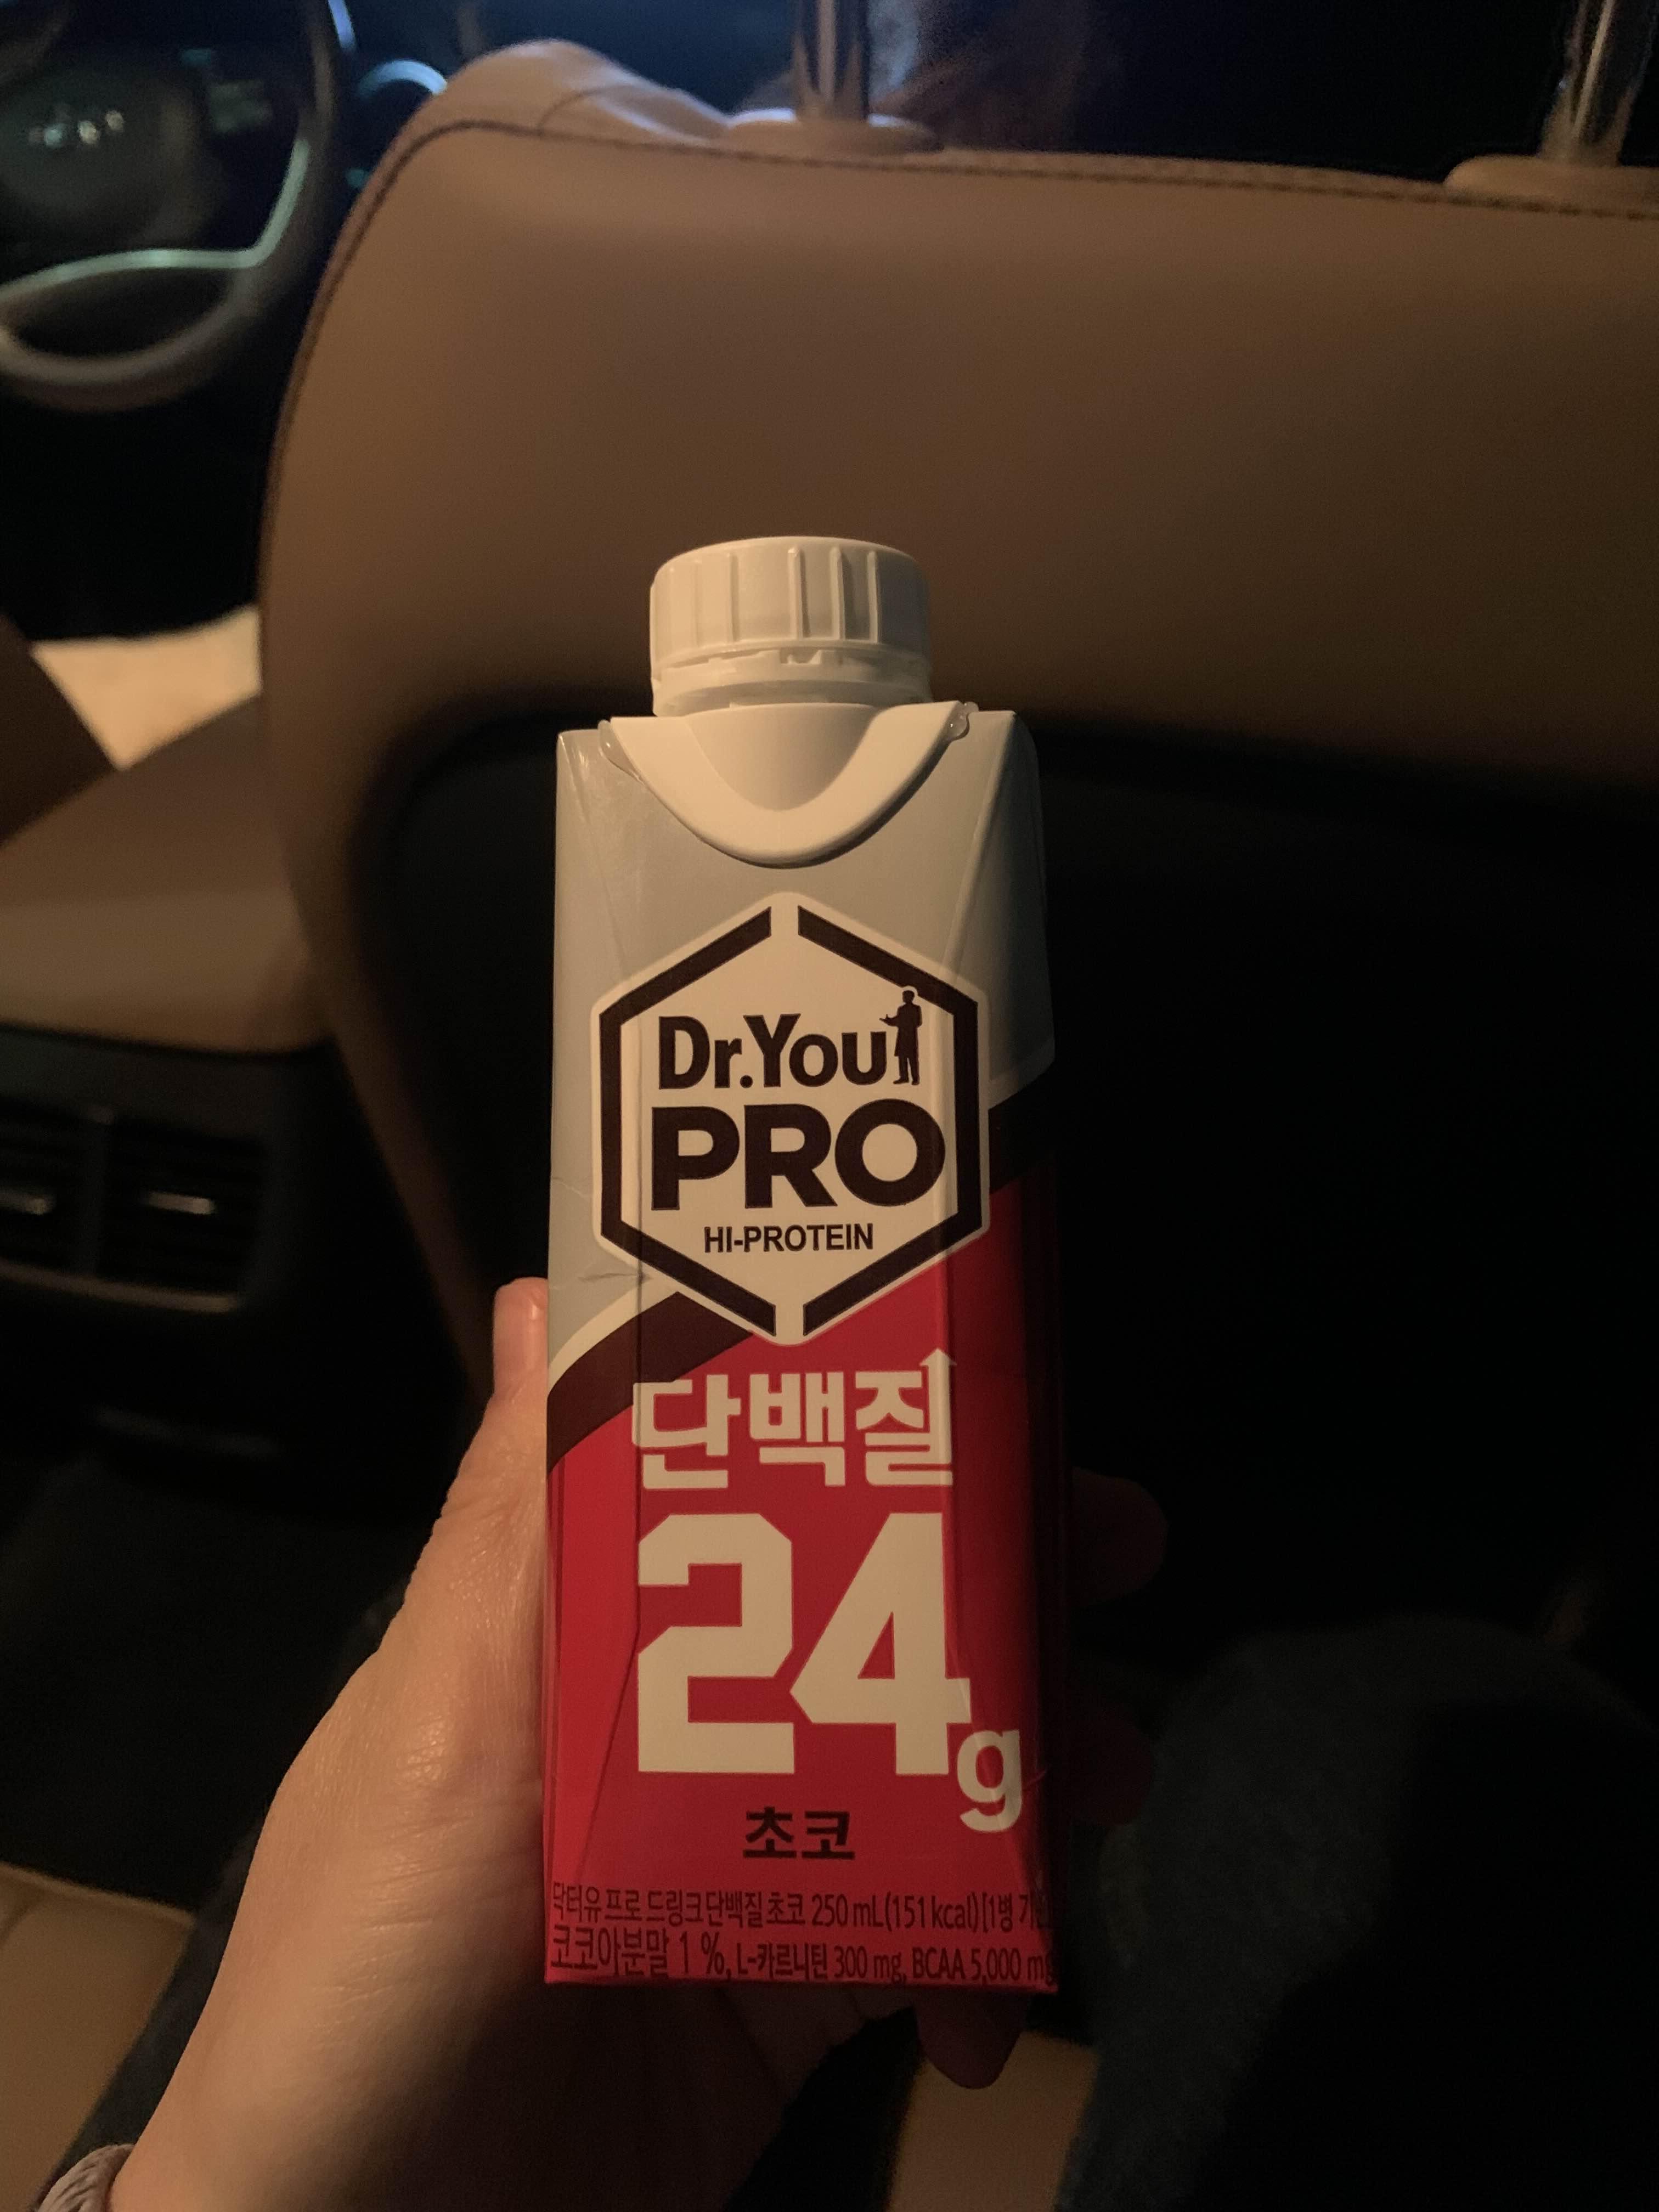 Dr.You
PRO
HI-PROTEIN
단백질
24g
초코
닥터유 프로 드링크 단백질 초코 250 mL(151 kcal)[1병
코코아분말 1 %, L-카르니틴 300 mg, BCAA 5,000 mg